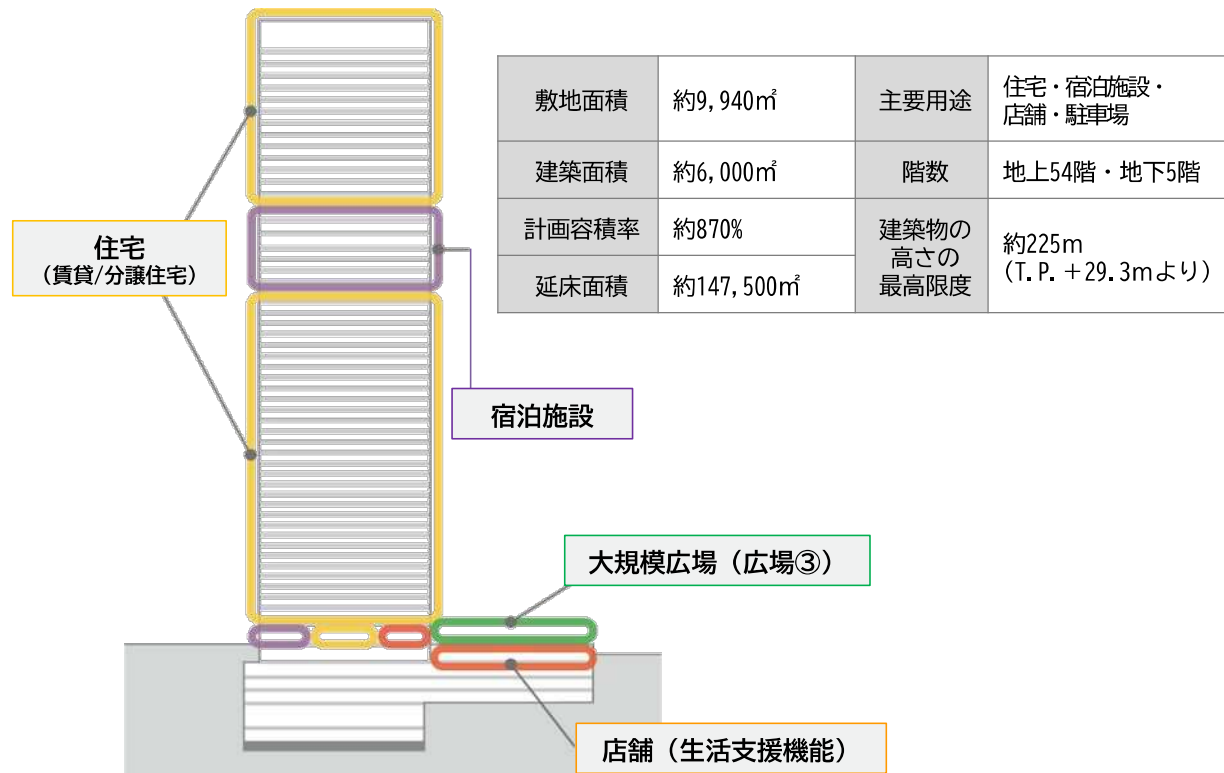 敷地面積
約9,940㎡
主要用途
住宅・宿泊施設・
店舗・駐車場
建築面積
約6,000㎡
階数
地上54階・地下5階
計画容積率
約870%
建築物の
高さの
最高限度
約225m
(T.P.+29.3mより)
延床面積
約147,500㎡
住宅
(賃貸/分譲住宅)
宿泊施設
大規模広場(広場③)
店舗(生活支援機能)